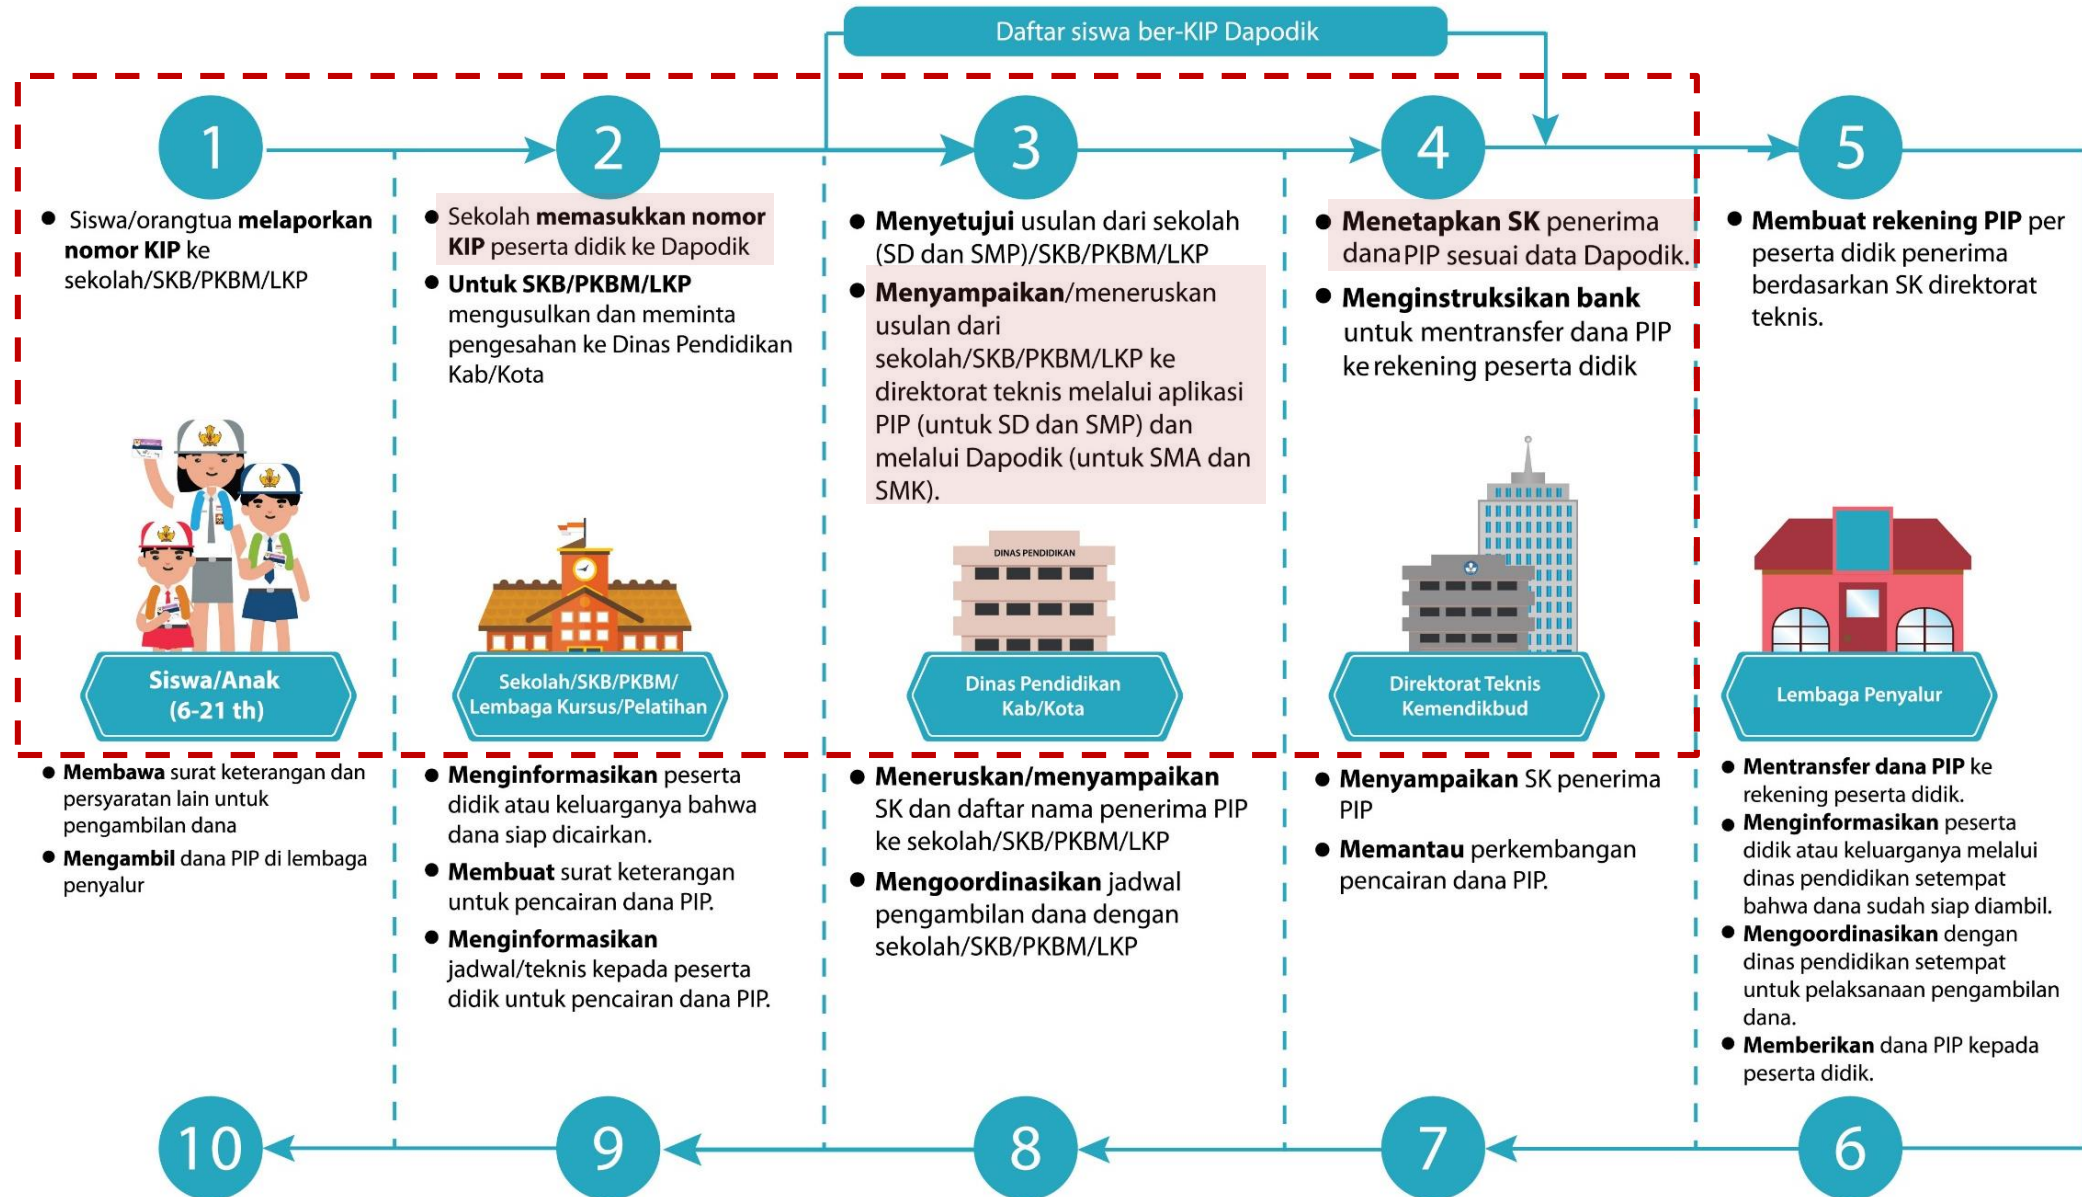 Daftar siswa ber-KIP Dapodik
1
2
3
4
5
● Siswa/orangtua melaporkan
nomor KIP ke
sekolah/SKB/PKBM/LKP
● Sekolah memasukkan nomor
KIP peserta didik ke Dapodik
● Untuk SKB/PKBM/LKP
mengusulkan dan meminta
pengesahan ke Dinas Pendidikan
Kab/Kota
● Menyetujui usulan dari sekolah
(SD dan SMP)/SKB/PKBM/LKP
● Menyampaikan/meneruskan
usulan dari
sekolah/SKB/PKBM/LKP ke
direktorat teknis melalui aplikasi
PIP (untuk SD dan SMP) dan
melalui Dapodik (untuk SMA dan
SMK).
● Menetapkan SK penerima
dana PIP sesuai data Dapodik.
● Menginstruksikan bank
untuk mentransfer dana PIP
ke rekening peserta didik
● Membuat rekening PIP per
peserta didik penerima
berdasarkan SK direktorat
teknis.
DINAS PENDIDIKAN
Siswa/Anak
(6-21 th)
Sekolah/SKB/PKBM/
Lembaga Kursus/Pelatihan
Dinas Pendidikan
Kab/Kota
Direktorat Teknis
Kemendikbud
Lembaga Penyalur
● Membawa surat keterangan dan
persyaratan lain untuk
pengambilan dana
● Mengambil dana PIP di lembaga
penyalur
● Menginformasikan peserta
didik atau keluarganya bahwa
dana siap dicairkan.
● Membuat surat keterangan
untuk pencairan dana PIP.
● Menginformasikan
jadwal/teknis kepada peserta
didik untuk pencairan dana PIP.
● Meneruskan/menyampaikan
SK dan daftar nama penerima PIP
ke sekolah/SKB/PKBM/LKP
● Mengoordinasikan jadwal
pengambilan dana dengan
sekolah/SKB/PKBM/LKP
● Menyampaikan SK penerima
PIP
● Memantau perkembangan
pencairan dana PIP.
● Mentransfer dana PIP ke
rekening peserta didik.
● Menginformasikan peserta
didik atau keluarganya melalui
dinas pendidikan setempat
bahwa dana sudah siap diambil.
● Mengoordinasikan dengan
dinas pendidikan setempat
untuk pelaksanaan pengambilan
dana.
● Memberikan dana PIP kepada
peserta didik.
10
9
8
7
6